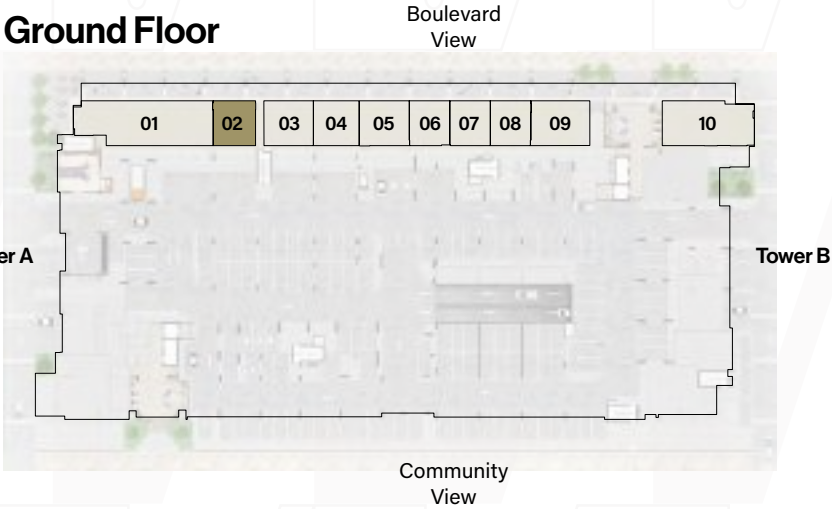 Ground Floor
Boulevard
View
01 02 03 04 05 06 07 08 09 10
er A
Tower B
Community
View